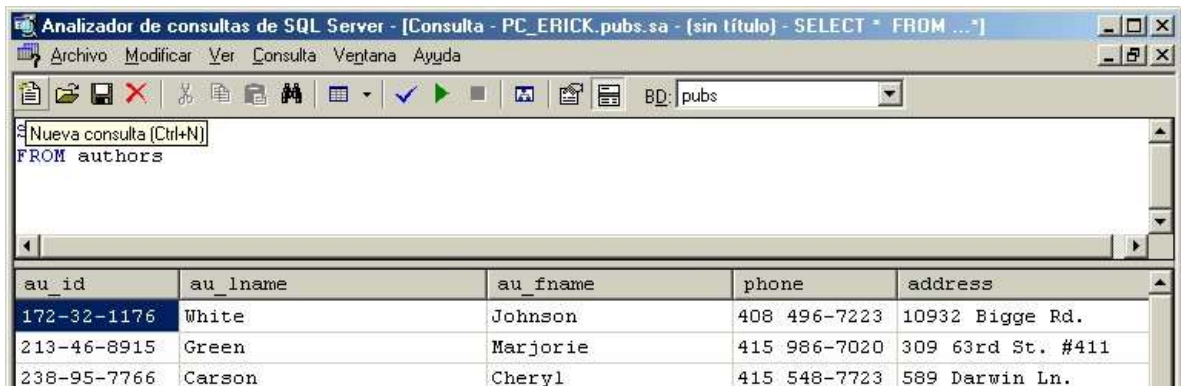 Analizador de consultas de SQL Server - [Consulta - PC_ERICK.pubs.sa - (sin título) - SELECT * FROM ...*]
Archivo Modificar Ver Consulta Ventana Ayuda
BD: pubs
Nueva consulta (Ctrl+N)
FROM authors
au_id au_lname au_fname phone address
172-32-1176 White Johnson 408 496-7223 10932 Bigge Rd.
213-46-8915 Green Marjorie 415 986-7020 309 63rd St. #411
238-95-7766 Carson Cheryl 415 548-7723 589 Darwin Ln.